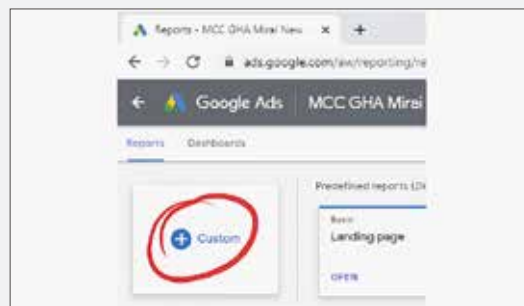 Reports - MCC GHA Mirai New
ads.google.com/aw/reporting/re
Google Ads MCC GHA Mirai
Reports Dashboards
Predefined reports (Di
Custom
Basic
Landing page
OPEN